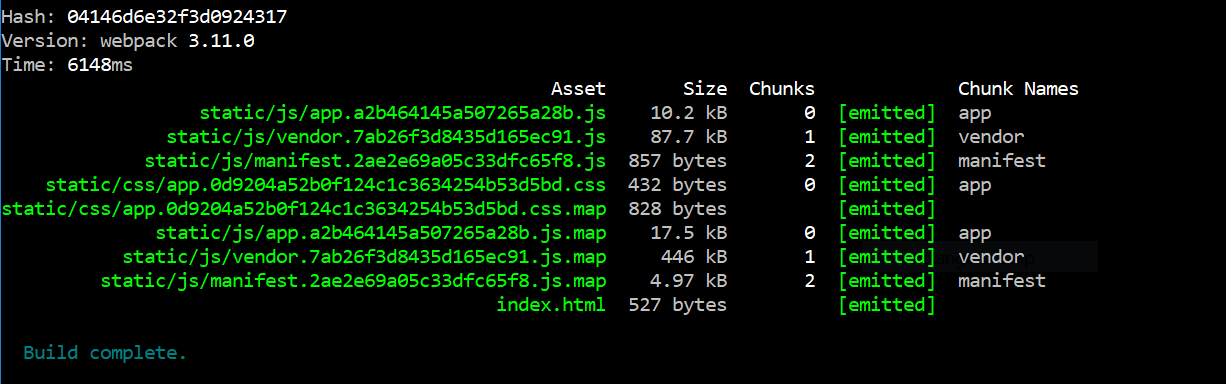 Hash: 04146d6e32f3d0924317
Version: webpack 3.11.0
Time: 6148ms
Asset Size Chunks Chunk Names
static/js/app.a2b464145a507265a28b.js 10.2 kB 0 [emitted] app
static/js/vendor.7ab26f3d8435d165ec91.js 87.7 kB 1 [emitted] vendor
static/js/manifest.2ae2e69a05c33dfc65f8.js 857 bytes 2 [emitted] manifest
static/css/app.0d9204a52b0f124c1c3634254b53d5bd.css 432 bytes 0 [emitted] app
static/css/app.0d9204a52b0f124c1c3634254b53d5bd.css.map 828 bytes [emitted]
static/js/app.a2b464145a507265a28b.js.map 17.5 kB 0 [emitted] app
static/js/vendor.7ab26f3d8435d165ec91.js.map 446 kB 1 [emitted] vendor
static/js/manifest.2ae2e69a05c33dfc65f8.js.map 4.97 kB 2 [emitted] manifest
index.html 527 bytes [emitted]
Build complete.